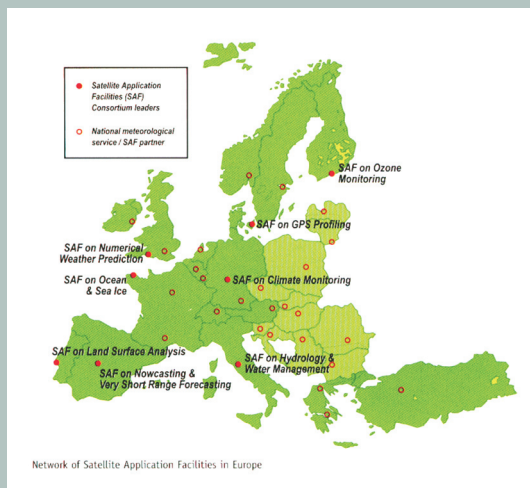 Satellite Application
Facilities (SAF)
Consortium leaders
National meteorological
service / SAF partner
SAF on Ozone
Monitoring
SAF on GPS Profiling
SAF on Numerical
Weather Prediction
SAF on Ocean
& Sea Ice
SAF on Climate Monitoring
SAF on Land Surface Analysis
SAF on Hydrology &
Water Management
SAF on Nowcasting &
Very Short Range Forecasting
Network of Satellite Application Facilities in Europe